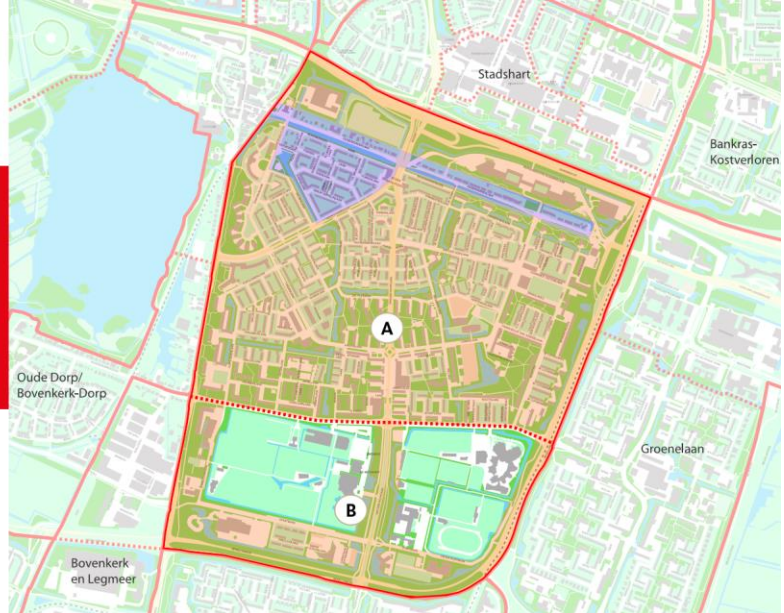 Stadshart
Bankras-
Kostverloren
A
Oude Dorp/
Bovenkerk-Dorp
Groenelaan
B
Bovenkerk
en Legmeer